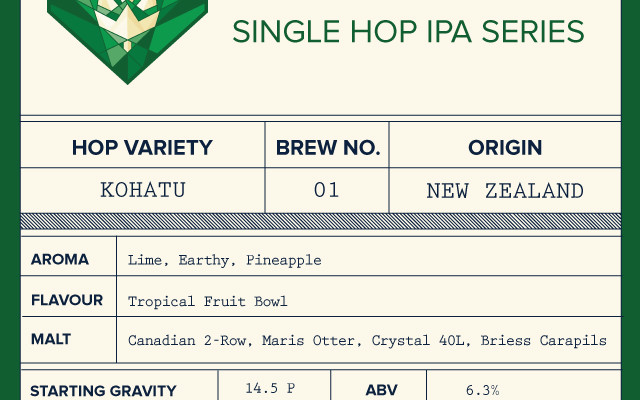 SINGLE HOP IPA SERIES
HOP VARIETY BREW NO. ORIGIN
KOHATU 01 NEW ZEALAND
AROMA Lime, Earthy, Pineapple
FLAVOUR Tropical Fruit Bowl
MALT Canadian 2-Row, Maris Otter, Crystal 40L, Briess Carapils
STARTING GRAVITY 14.5 P ABV 6.3%